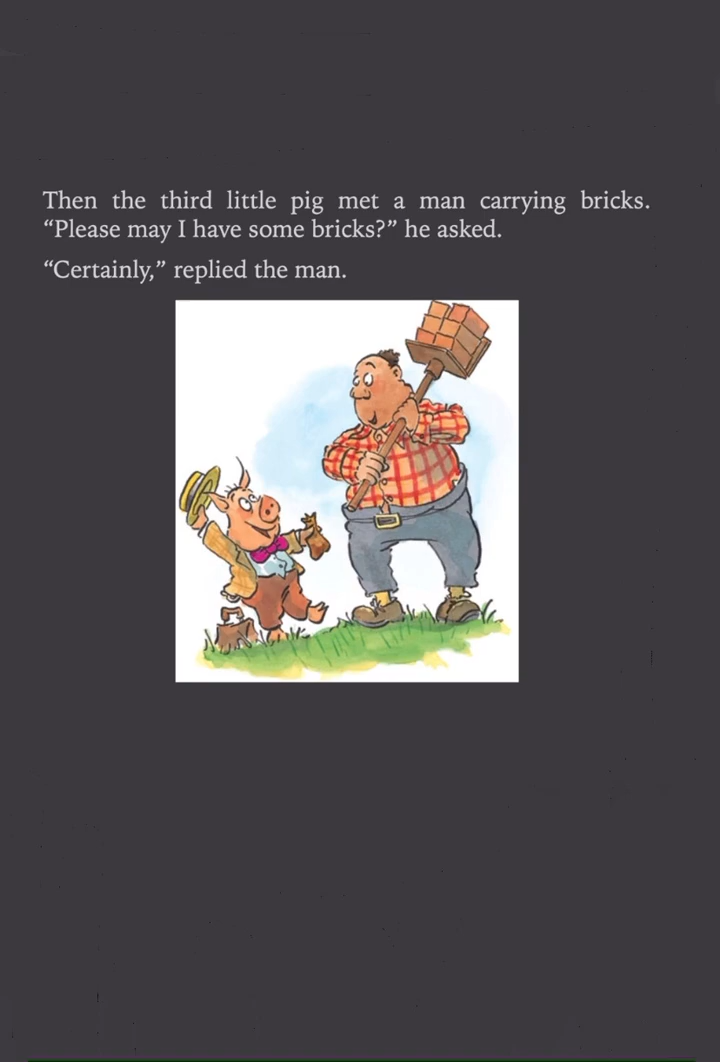 Then the third little pig met a man carrying bricks.
“Please may I have some bricks?” he asked.
“Certainly,” replied the man.